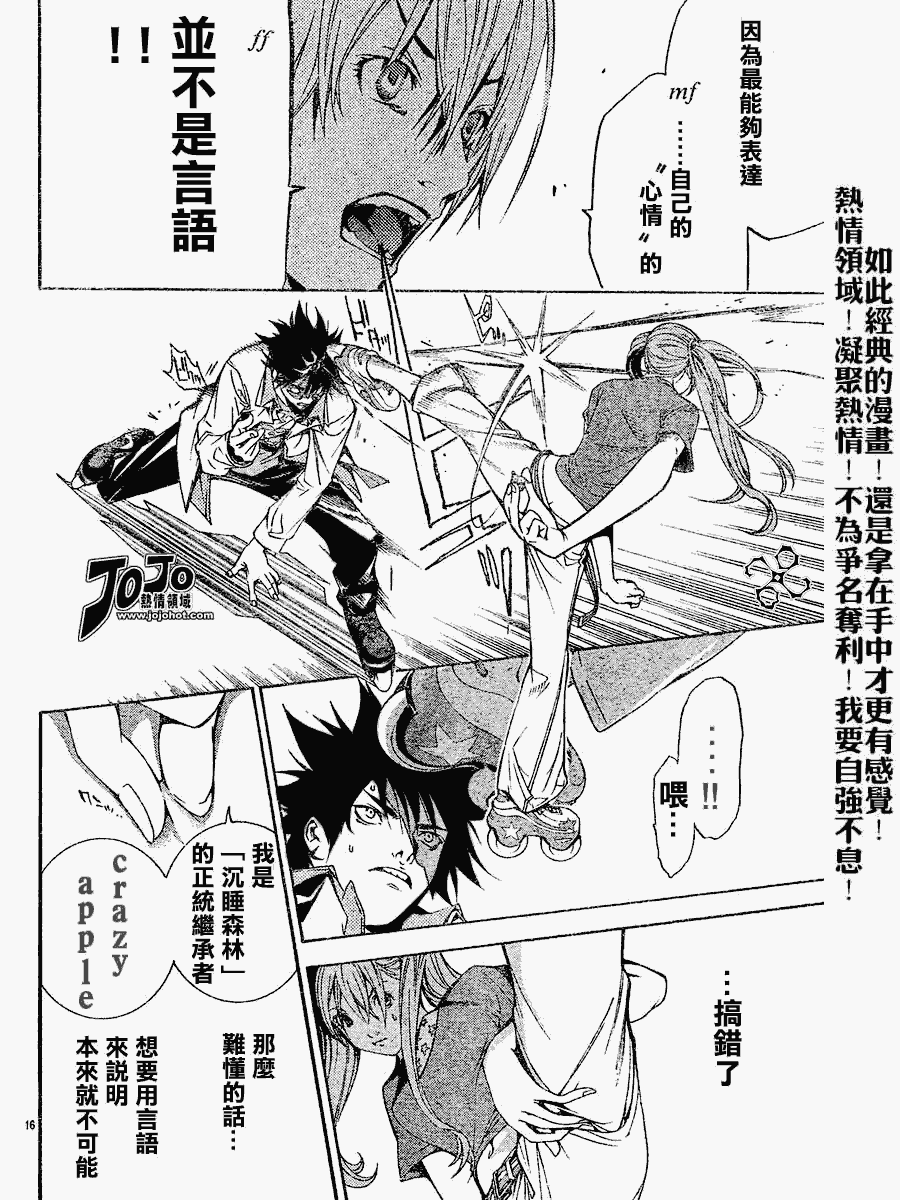 因為最能夠表達
mf
……自己的
〝心情〞的
ff
並不是言語
!!
JOJO
熱情領域
www.jojohot.com
……!!
喂…
…搞錯了
我是
「沉睡森林」
的正統繼承者
crazy
apple
那麼
難懂的話…
想要用言語
來說明
本來就不可能
16
如此經典的漫畫！還是拿在手中才更有感覺！
熱情領域！凝聚熱情！不為爭名奪利！我要自強不息！